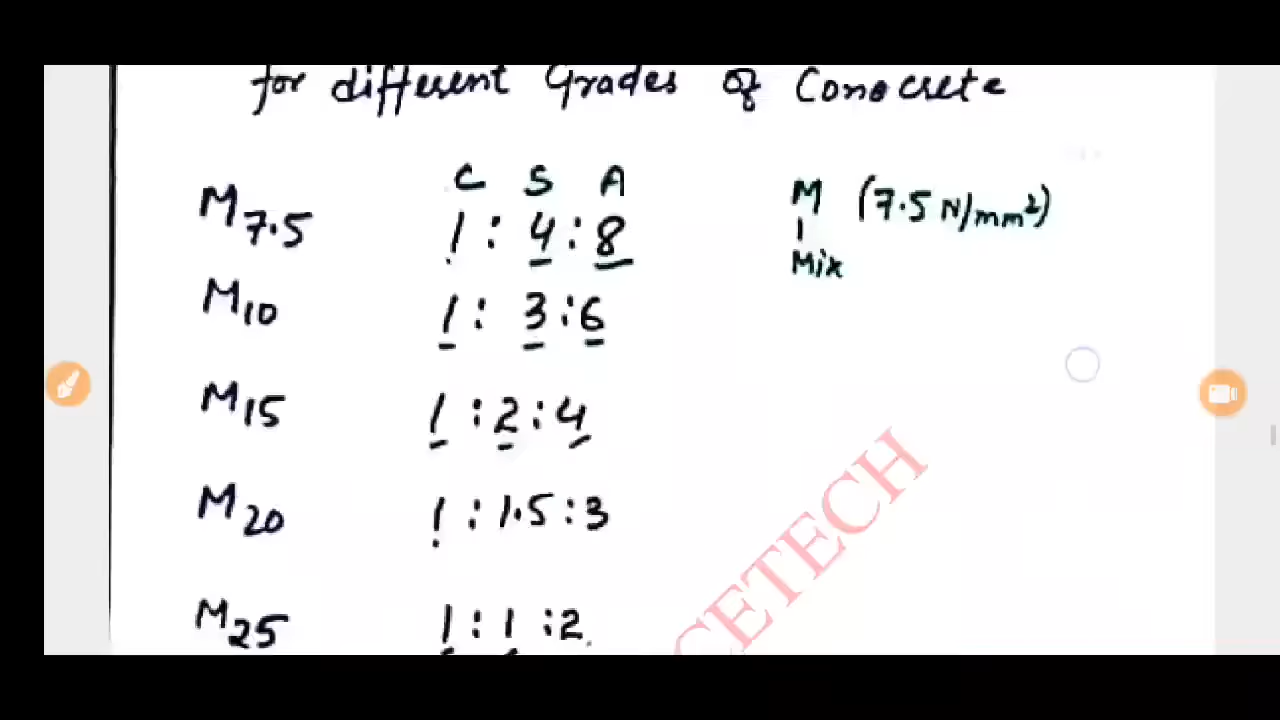 for different Grades of Concrete
C S A
M7.5 1 : 4 : 8
M (7.5 N/mm²)
Mix
M10 1 : 3 : 6
M15 1 : 2 : 4
M20 1 : 1.5 : 3
M25 1 : 1 : 2
CETECH